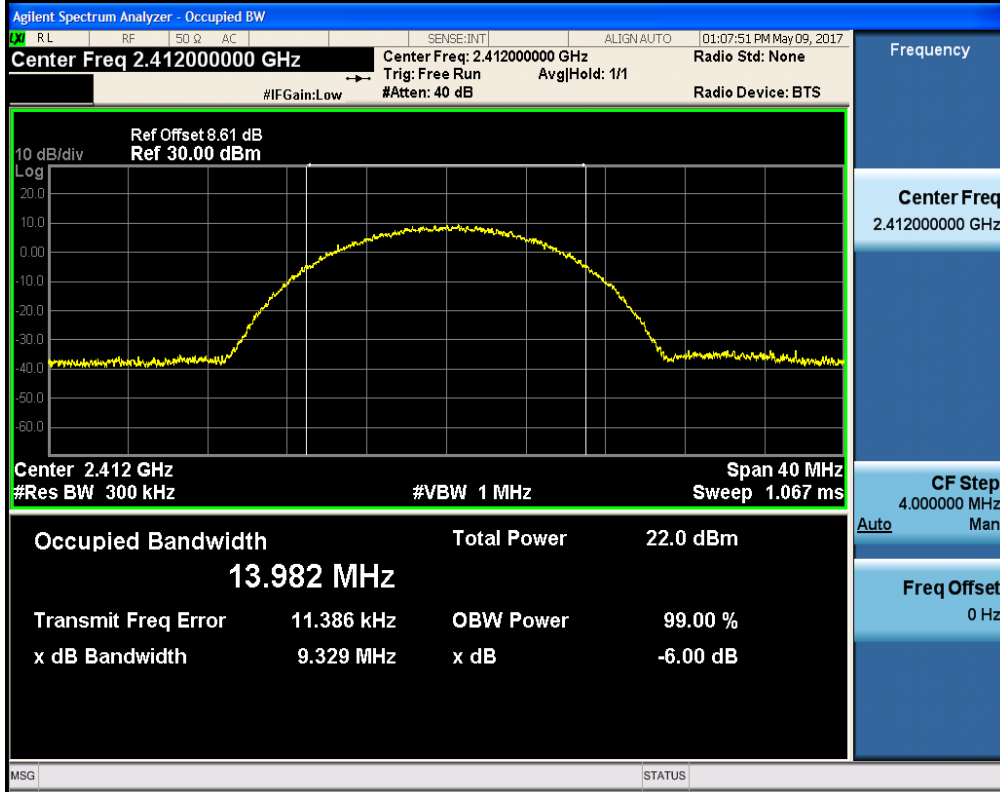 Agilent Spectrum Analyzer - Occupied BW
LXI RL RF 50 Ω AC SENSE:INT ALIGN AUTO 01:07:51 PM May 09, 2017
Center Freq 2.412000000 GHz
Center Freq: 2.412000000 GHz
Radio Std: None
Trig: Free Run Avg|Hold: 1/1
#IFGain:Low
#Atten: 40 dB
Radio Device: BTS
Ref Offset 8.61 dB
10 dB/div Ref 30.00 dBm
Log
20.0
10.0
0.00
-10.0
-20.0
-30.0
-40.0
-50.0
-60.0
Center 2.412 GHz Span 40 MHz
#Res BW 300 kHz #VBW 1 MHz Sweep 1.067 ms
Occupied Bandwidth Total Power 22.0 dBm
13.982 MHz
Transmit Freq Error 11.386 kHz OBW Power 99.00 %
x dB Bandwidth 9.329 MHz x dB -6.00 dB
MSG STATUS
Frequency
Center Freq
2.412000000 GHz
CF Step
4.000000 MHz
Auto Man
Freq Offset
0 Hz